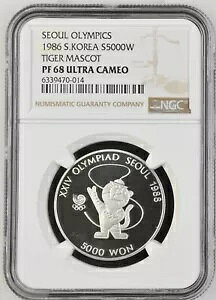 SEOUL OLYMPICS
1986 S.KOREA S5000W
TIGER MASCOT
PF 68 ULTRA CAMEO
6339470-014
NUMISMATIC GUARANTY COMPANY
NGC
XXIV OLYMPIAD SEOUL 1988
5000 WON